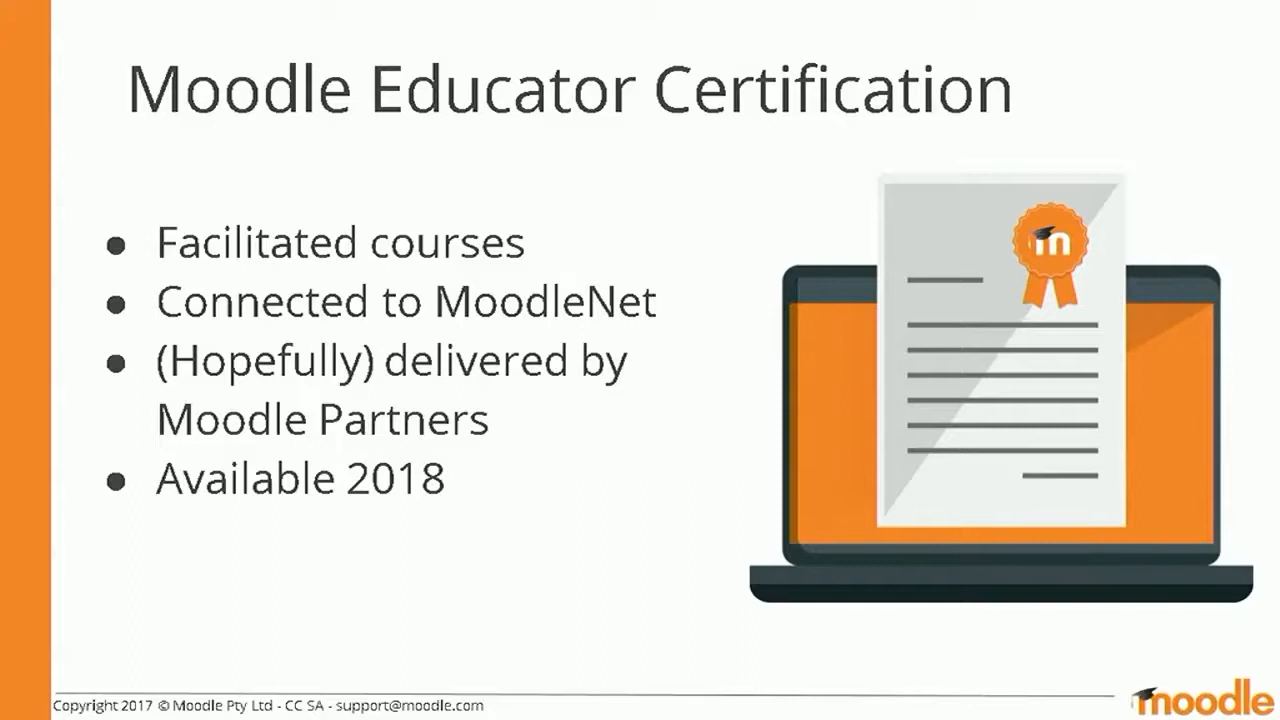 Moodle Educator Certification
● Facilitated courses
● Connected to MoodleNet
● (Hopefully) delivered by
Moodle Partners
● Available 2018
m
Copyright 2017 © Moodle Pty Ltd - CC SA - support@moodle.com
moodle